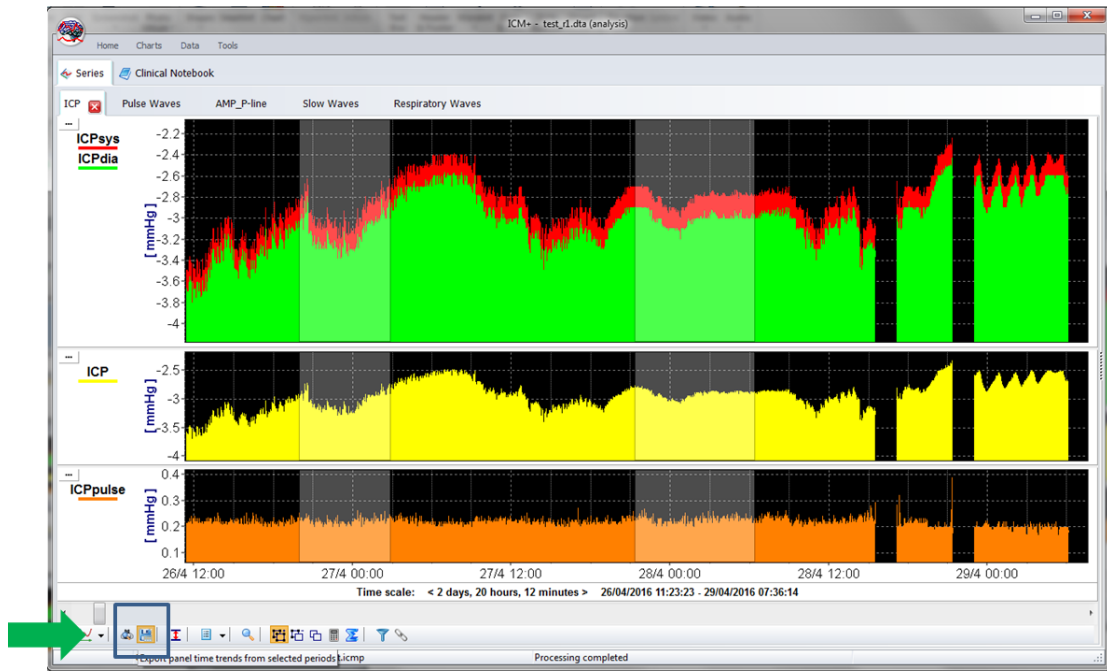 ICM+ - test_r1.dta (analysis)
Home Charts Data Tools
Series Clinical Notebook
ICP Pulse Waves AMP_P-line Slow Waves Respiratory Waves
ICPsys
ICPdia
[mmHg]
-2.2
-2.4
-2.6
-2.8
-3
-3.2
-3.4
-3.6
-3.8
-4
ICP
[mmHg]
-2.5
-3
-3.5
-4
ICPpulse
[mmHg]
0.4
0.3
0.2
0.1
26/4 12:00 27/4 00:00 27/4 12:00 28/4 00:00 28/4 12:00 29/4 00:00
Time scale: < 2 days, 20 hours, 12 minutes > 26/04/2016 11:23:23 - 29/04/2016 07:36:14
Export panel time trends from selected periods t.icmp Processing completed